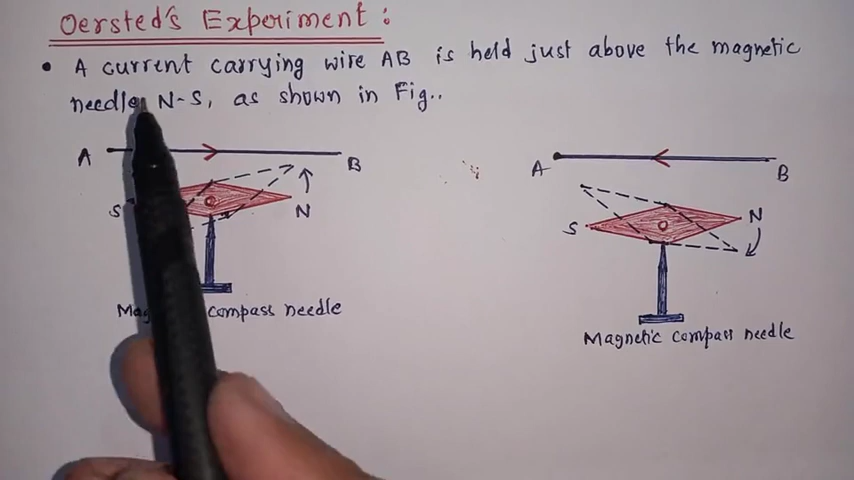 Oersted's Experiment :
• A current carrying wire AB is held just above the magnetic
needle N-S, as shown in Fig..
A B
S N
compass needle
A B
S N
Magnetic compass needle